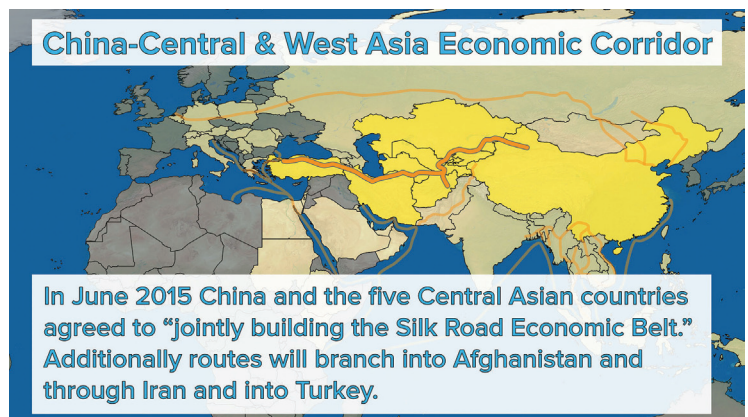 China-Central & West Asia Economic Corridor
In June 2015 China and the five Central Asian countries
agreed to “jointly building the Silk Road Economic Belt.”
Additionally routes will branch into Afghanistan and
through Iran and into Turkey.